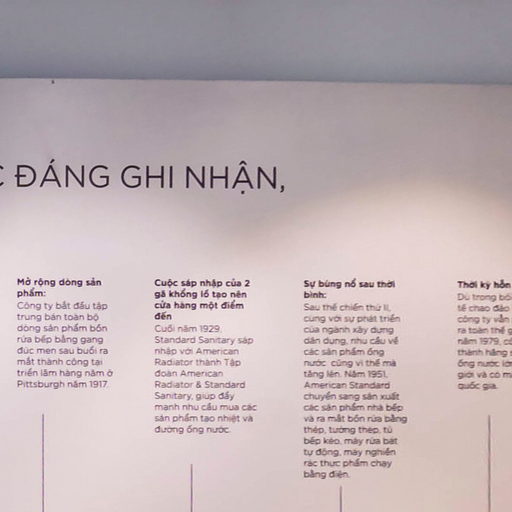 C ĐÁNG GHI NHẬN,
Mở rộng dòng sản
phẩm:
Công ty bắt đầu tập
trung bán toàn bộ
dòng sản phẩm bồn
rửa bếp bằng gang
đúc men sau buổi ra
mắt thành công tại
triển lãm hàng năm ở
Pittsburgh năm 1917.
Cuộc sáp nhập của 2
gã khổng lồ tạo nên
cửa hàng một điểm
đến
Cuối năm 1929,
Standard Sanitary sáp
nhập với American
Radiator thành Tập
đoàn American
Radiator & Standard
Sanitary, giúp đẩy
mạnh nhu cầu mua các
sản phẩm tạo nhiệt và
đường ống nước.
Sự bùng nổ sau thời
bình:
Sau thế chiến thứ II,
cùng với sự phát triển
của ngành xây dựng
dân dụng, nhu cầu về
các sản phẩm ống
nước cũng vì thế mà
tăng lên. Năm 1951,
American Standard
chuyển sang sản xuất
các sản phẩm nhà bếp
và ra mắt bồn rửa bằng
thép, tường thép, tủ
bếp kéo, máy rửa bát
tự động, máy nghiền
rác thực phẩm chạy
bằng điện.
Thời kỳ hỗn
Dù trong bối
tế chao đảo
công ty vẫn
ra toàn thế g
năm 1979, cô
thành hãng s
ống nước lớn
giới và có m
quốc gia.